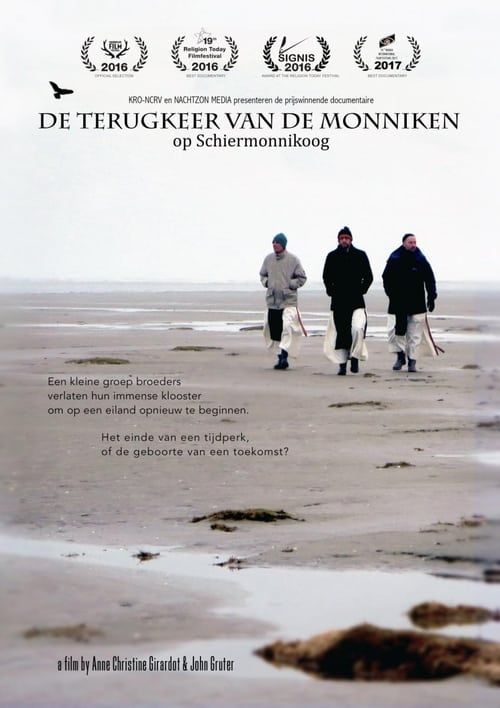 FILM
2016
OFFICIAL SELECTION
19th
Religion Today
Filmfestival
2016
BEST DOCUMENTARY
SIGNIS
2016
AWARD AT THE RELIGION TODAY FESTIVAL
2017
BEST DOCUMENTARY
KRO-NCRV en NACHTZON MEDIA presenteren de prijswinnende documentaire
DE TERUGKEER VAN DE MONNIKEN
op Schiermonnikoog
Een kleine groep broeders
verlaten hun immense klooster
om op een eiland opnieuw te beginnen.
Het einde van een tijdperk,
of de geboorte van een toekomst?
a film by Anne Christine Girardot & John Gruter